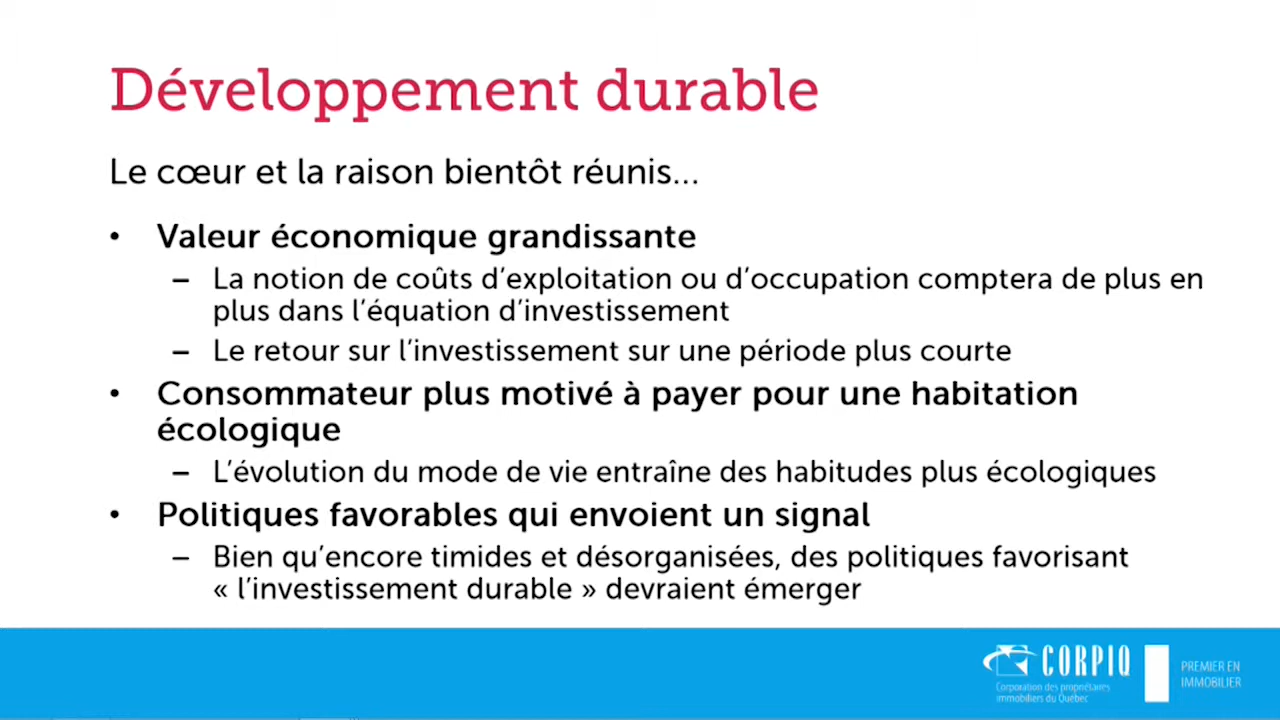 Développement durable
Le cœur et la raison bientôt réunis...
• Valeur économique grandissante
– La notion de coûts d’exploitation ou d’occupation comptera de plus en
plus dans l’équation d’investissement
– Le retour sur l’investissement sur une période plus courte
• Consommateur plus motivé à payer pour une habitation
écologique
– L’évolution du mode de vie entraîne des habitudes plus écologiques
• Politiques favorables qui envoient un signal
– Bien qu’encore timides et désorganisées, des politiques favorisant
« l’investissement durable » devraient émerger
CORPIQ
Corporation des propriétaires
immobiliers du Québec
PREMIER EN
IMMOBILIER